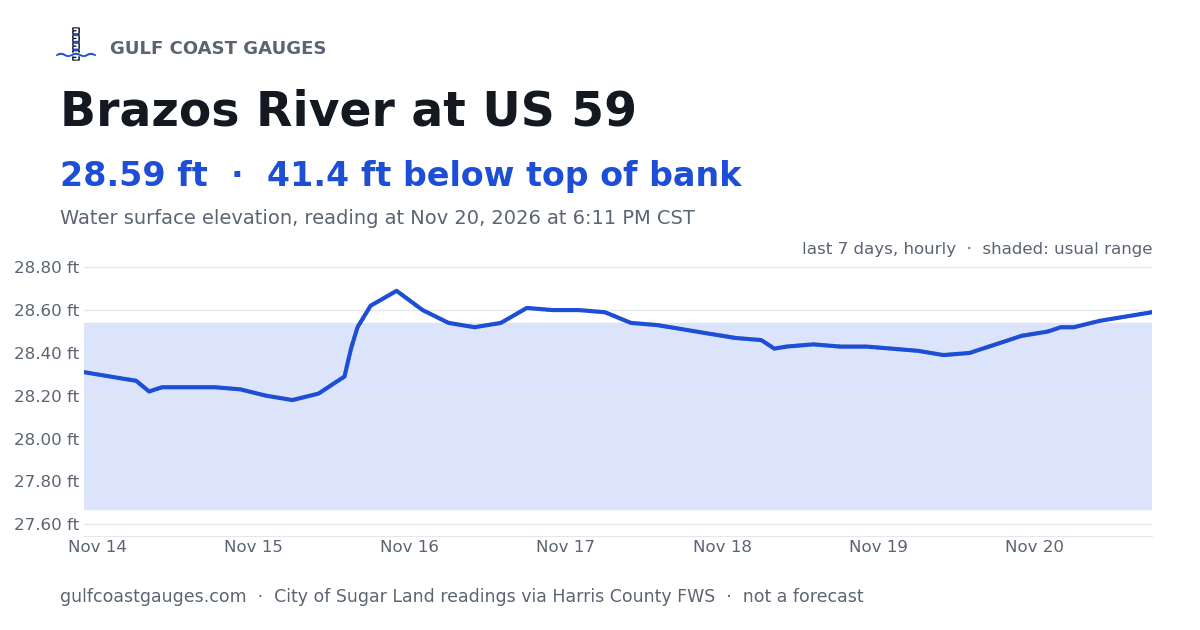 GULF COAST GAUGES
Brazos River at US 59
28.59 ft · 41.4 ft below top of bank
Water surface elevation, reading at Nov 20, 2026 at 6:11 PM CST
last 7 days, hourly · shaded: usual range
28.80 ft
28.60 ft
28.40 ft
28.20 ft
28.00 ft
27.80 ft
27.60 ft
Nov 14 Nov 15 Nov 16 Nov 17 Nov 18 Nov 19 Nov 20
gulfcoastgauges.com · City of Sugar Land readings via Harris County FWS · not a forecast